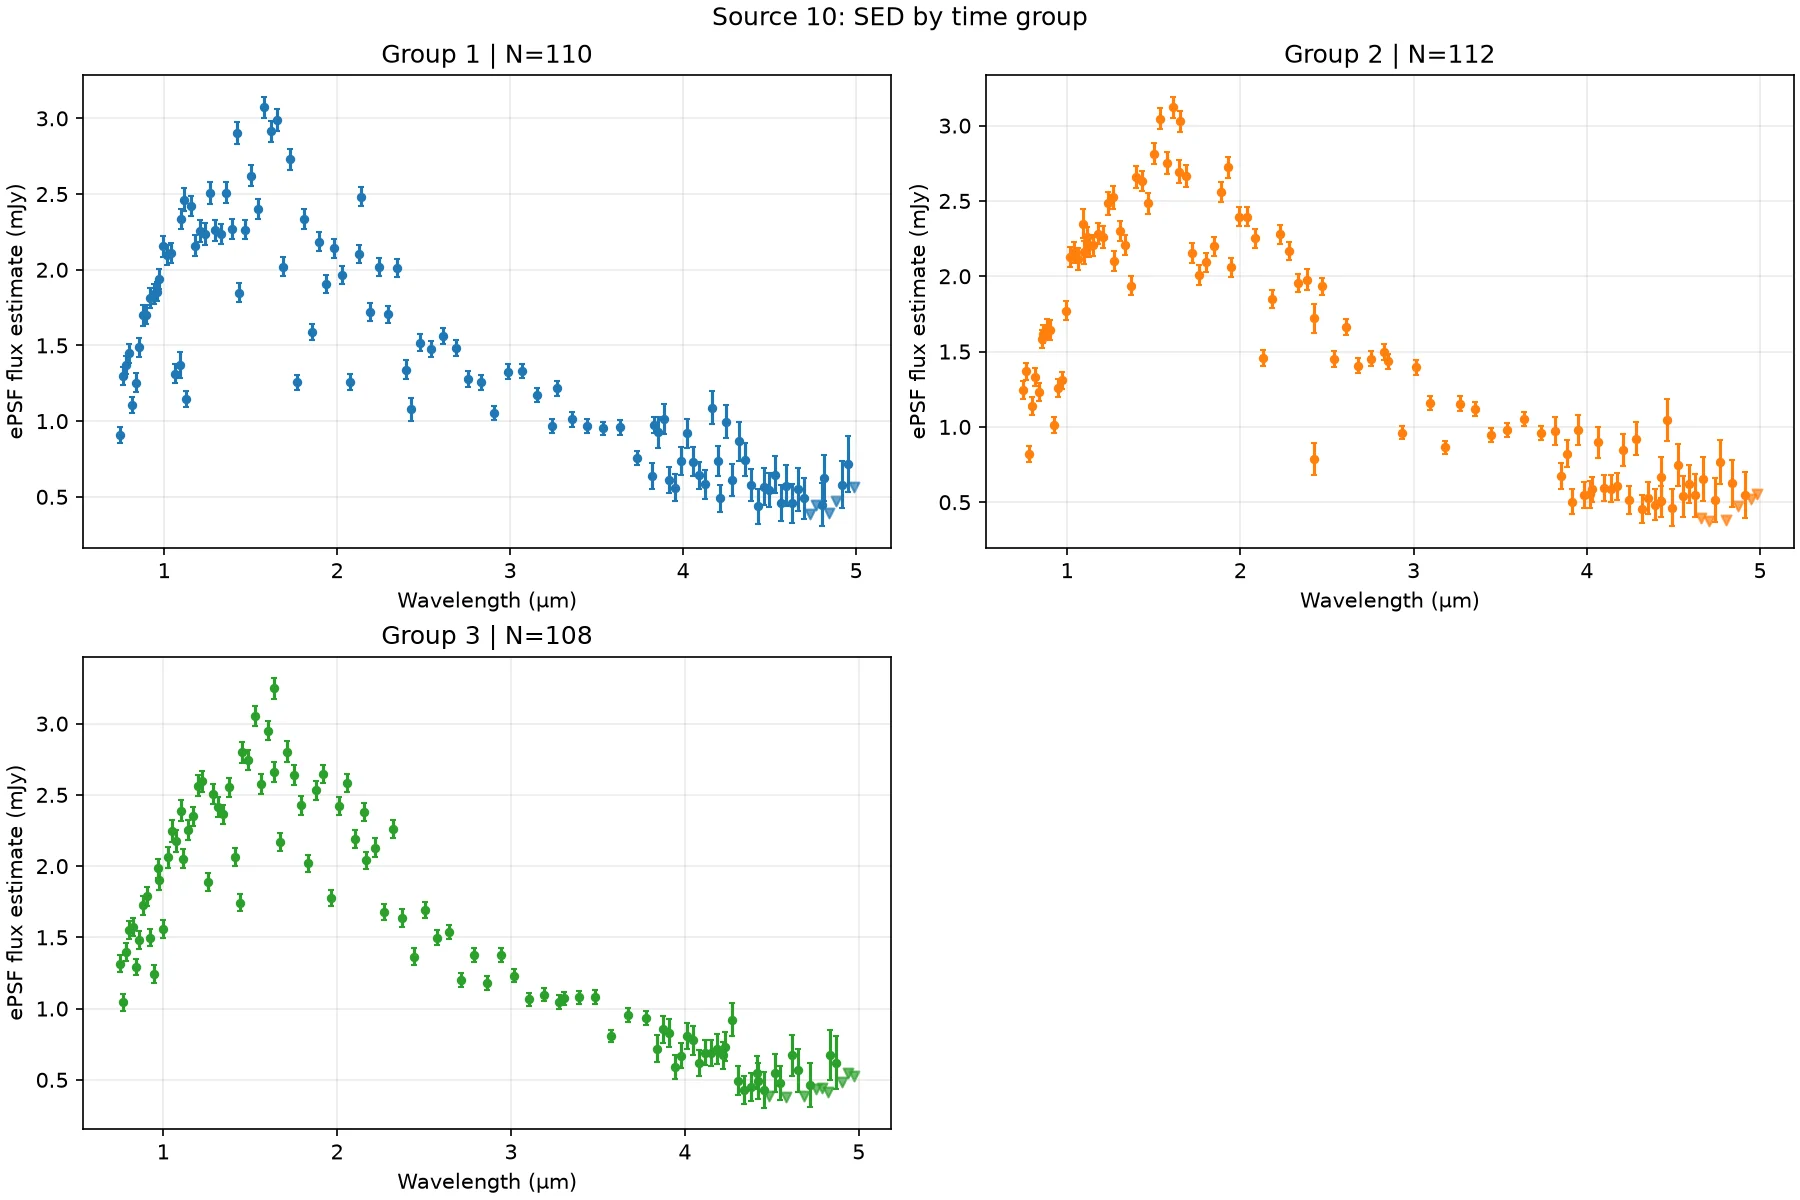 Source 10: SED by time group
Group 1 | N=110
ePSF flux estimate (mJy)
3.0
2.5
2.0
1.5
1.0
0.5
1 2 3 4 5
Wavelength (μm)
Group 2 | N=112
ePSF flux estimate (mJy)
3.0
2.5
2.0
1.5
1.0
0.5
1 2 3 4 5
Wavelength (μm)
Group 3 | N=108
ePSF flux estimate (mJy)
3.0
2.5
2.0
1.5
1.0
0.5
1 2 3 4 5
Wavelength (μm)